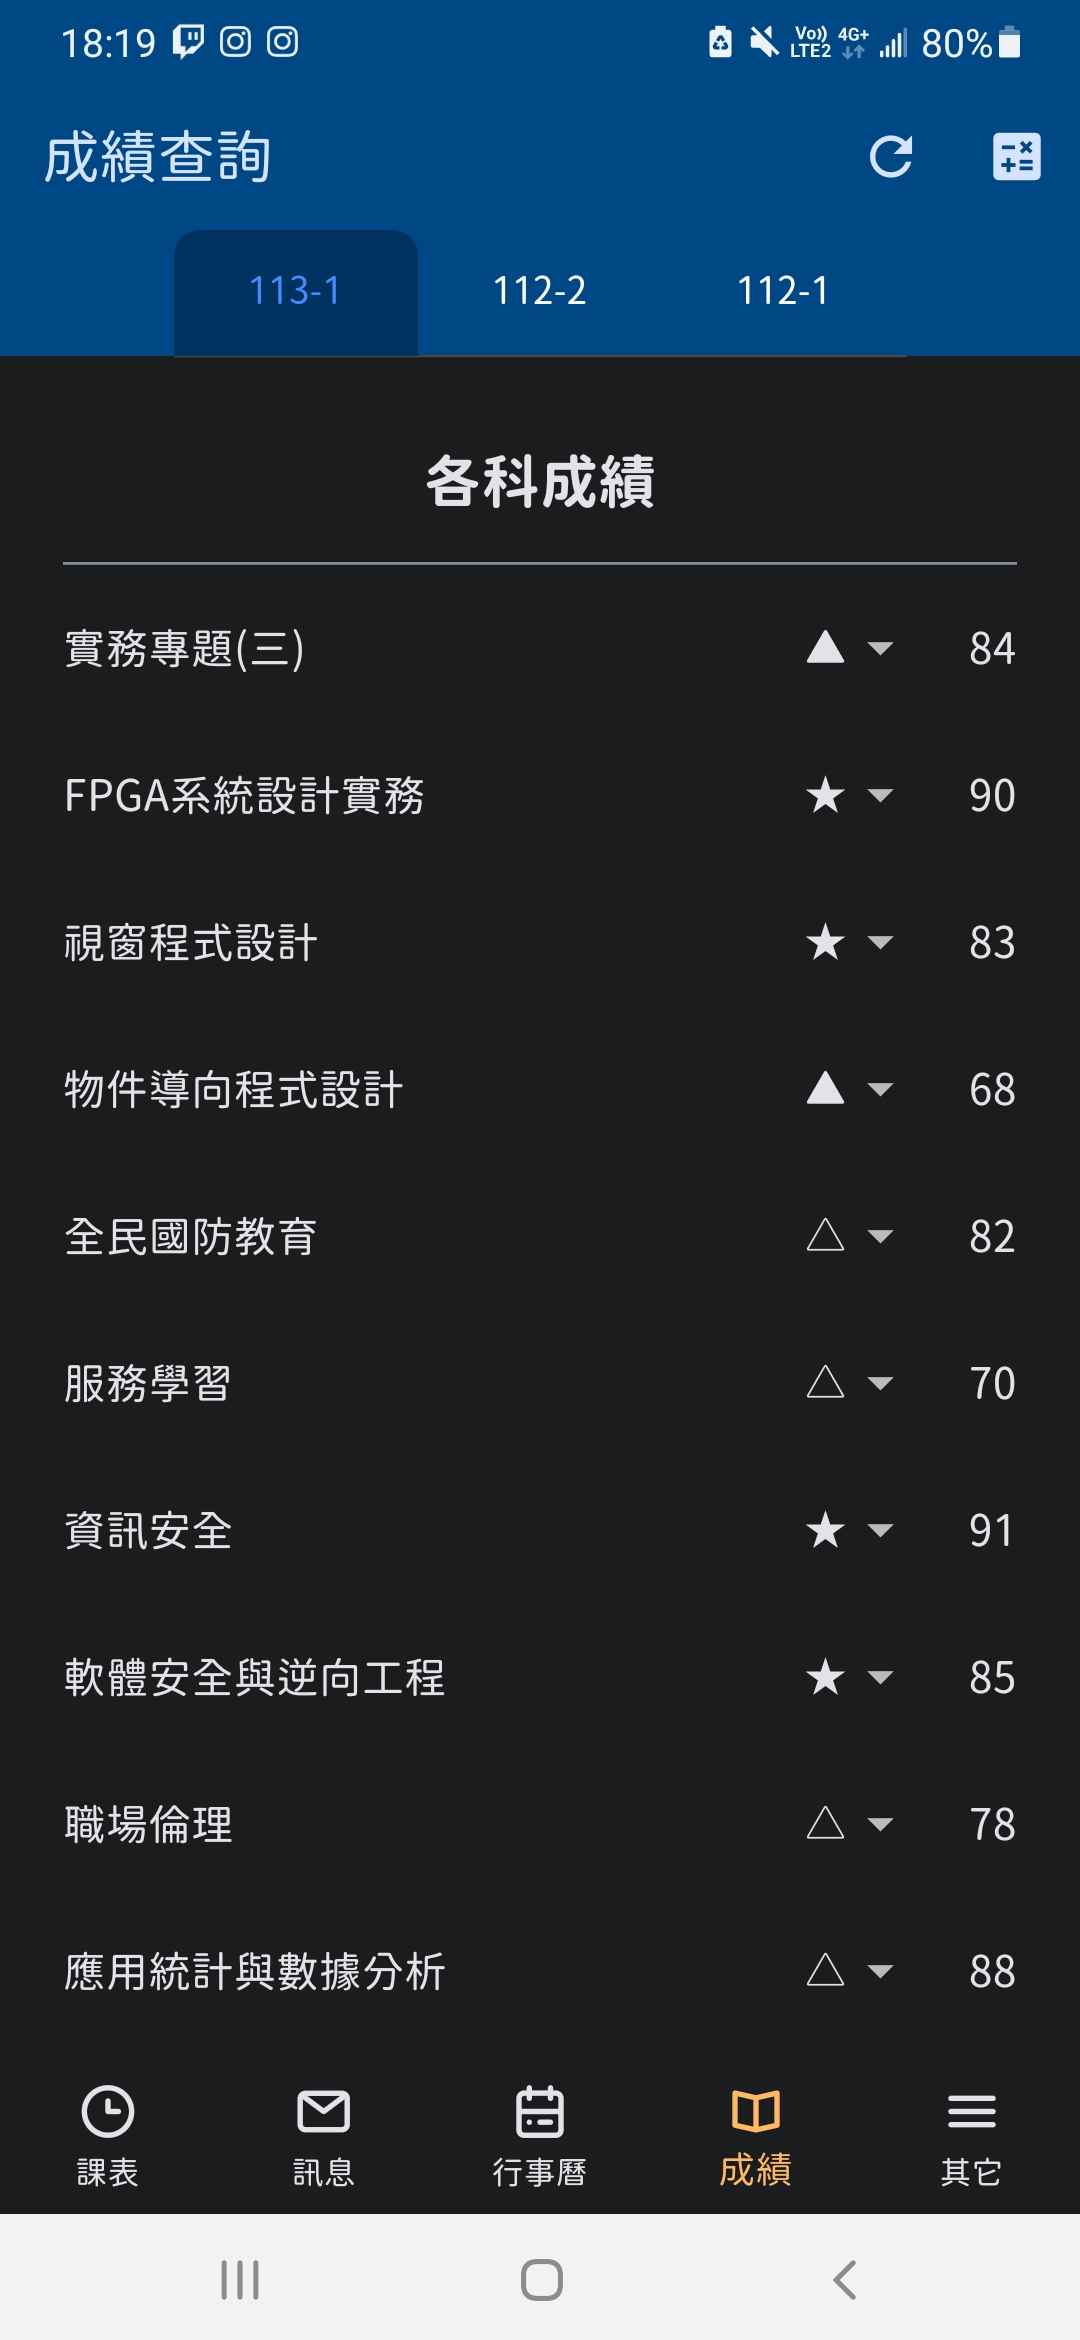 18:19 Vo)) LTE2 4G+ 80%
成績查詢
113-1 112-2 112-1
各科成績
實務專題(三) ▲ 84
FPGA系統設計實務 ★ 90
視窗程式設計 ★ 83
物件導向程式設計 ▲ 68
全民國防教育 △ 82
服務學習 △ 70
資訊安全 ★ 91
軟體安全與逆向工程 ★ 85
職場倫理 △ 78
應用統計與數據分析 △ 88
課表 訊息 行事曆 成績 其它